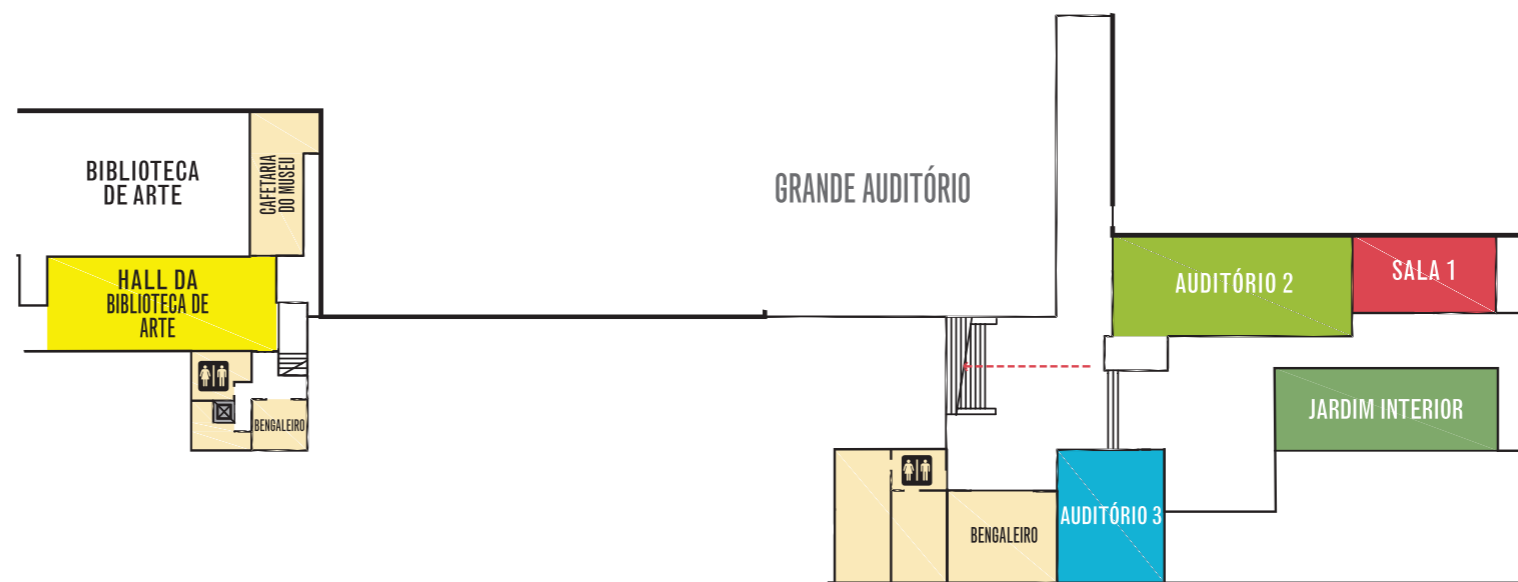 BIBLIOTECA
DE ARTE
CAFETARIA
DO MUSEU
GRANDE AUDITÓRIO
HALL DA
BIBLIOTECA DE
ARTE
AUDITÓRIO 2
SALA 1
BENGALEIRO
JARDIM INTERIOR
BENGALEIRO
AUDITÓRIO 3